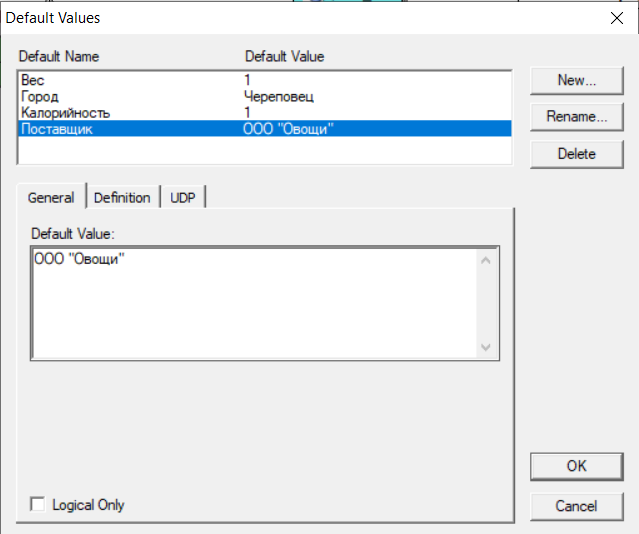 Default Values
Default Name Default Value
Вес 1
Город Череповец
Калорийность 1
Поставщик ООО "Овощи"
New...
Rename...
Delete
General Definition UDP
Default Value:
ООО "Овощи"
Logical Only
OK
Cancel